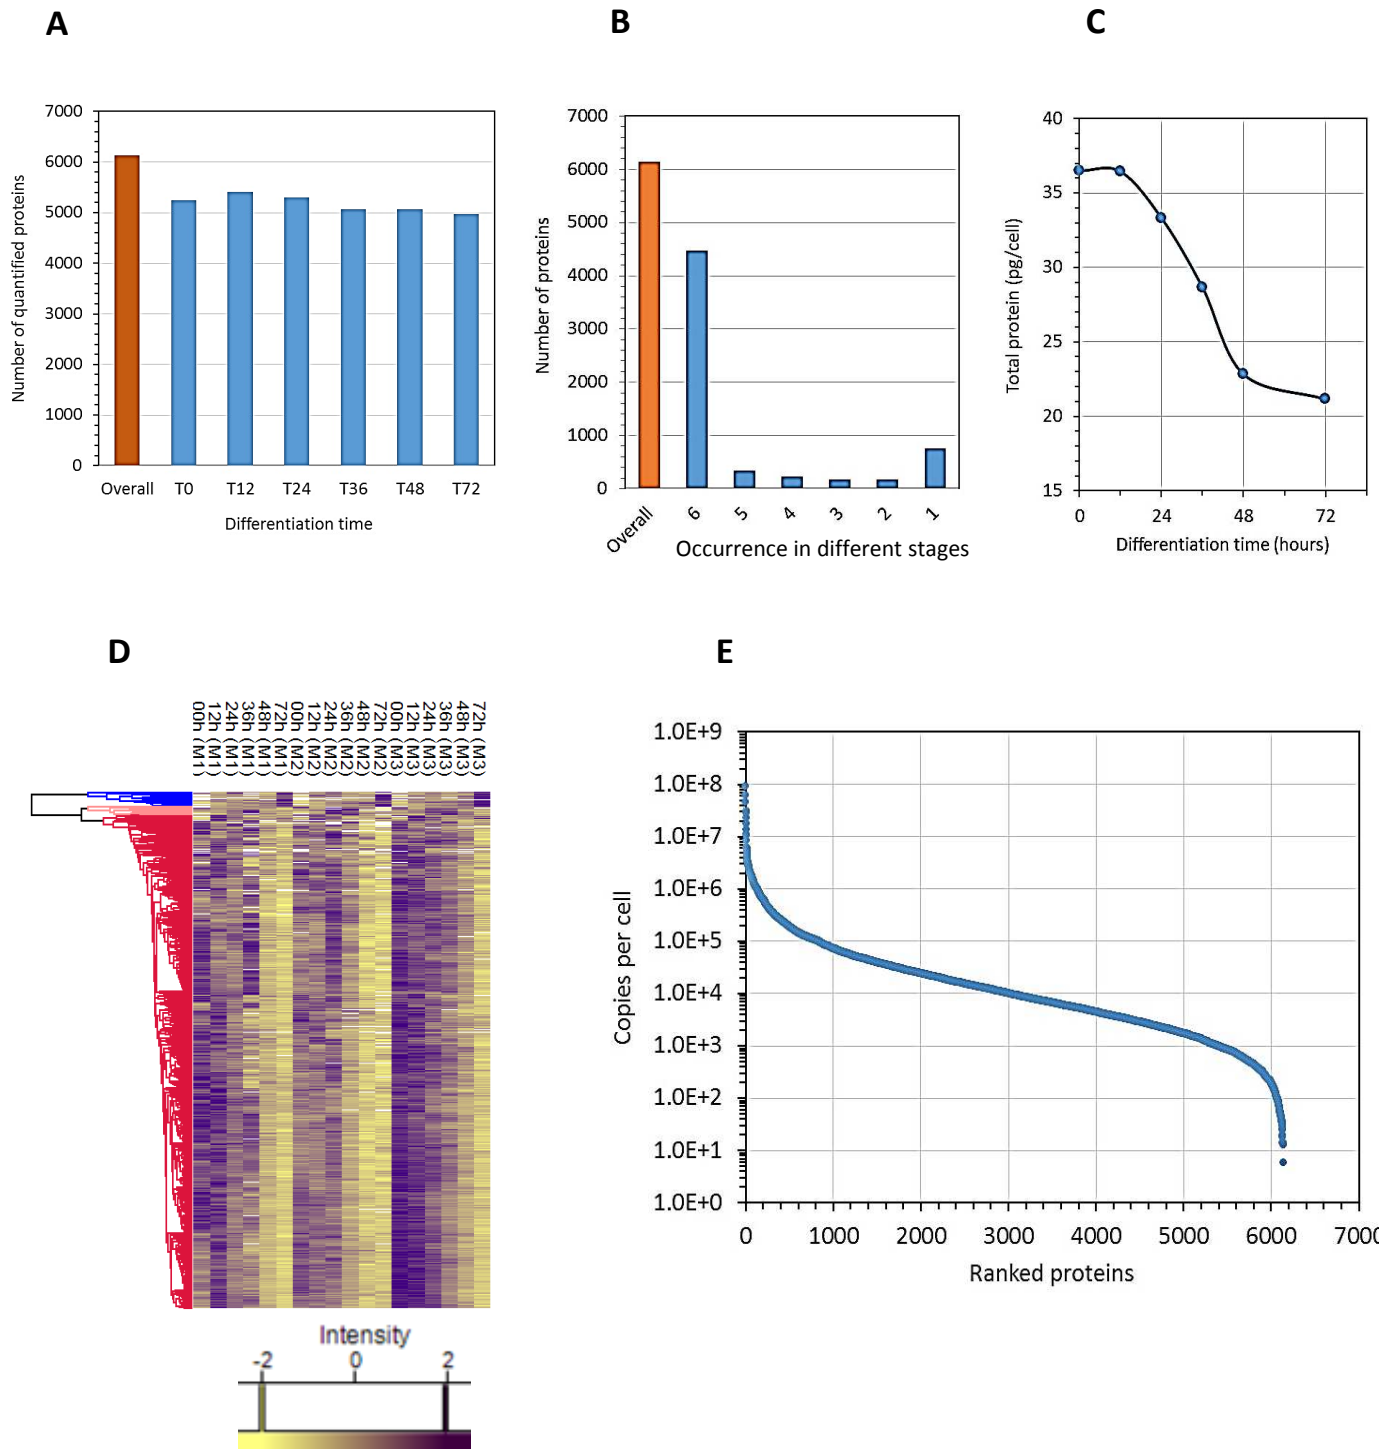 A
B
C
Number of quantified proteins
7000
6000
5000
4000
3000
2000
1000
0
Overall T0 T12 T24 T36 T48 T72
Differentiation time
Number of proteins
7000
6000
5000
4000
3000
2000
1000
0
Overall 6 5 4 3 2 1
Occurrence in different stages
Total protein (pg/cell)
40
35
30
25
20
15
0 24 48 72
Differentiation time (hours)
D
E
00h (M1)
12h (M1)
24h (M1)
36h (M1)
48h (M1)
72h (M1)
00h (M2)
12h (M2)
24h (M2)
36h (M2)
48h (M2)
72h (M2)
00h (M3)
12h (M3)
24h (M3)
36h (M3)
48h (M3)
72h (M3)
Intensity
-2 0 2
Copies per cell
1.0E+9
1.0E+8
1.0E+7
1.0E+6
1.0E+5
1.0E+4
1.0E+3
1.0E+2
1.0E+1
1.0E+0
0 1000 2000 3000 4000 5000 6000 7000
Ranked proteins